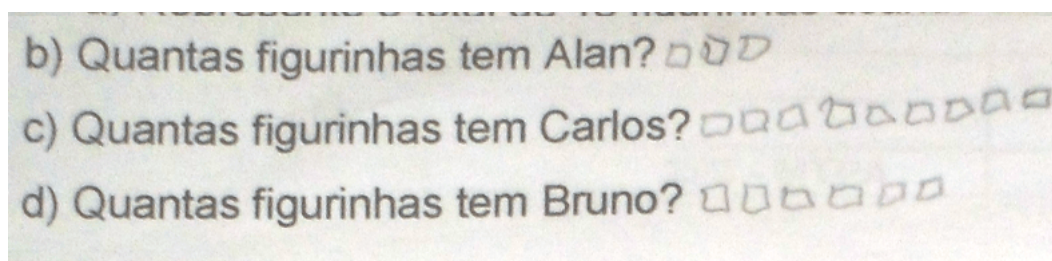 b) Quantas figurinhas tem Alan?
c) Quantas figurinhas tem Carlos?
d) Quantas figurinhas tem Bruno?